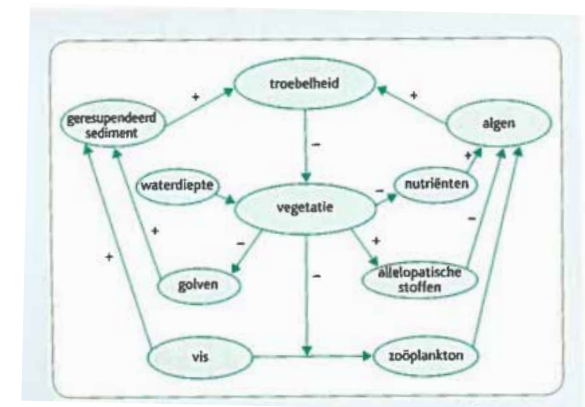 troebelheid
+
+
geresupendeerd
sediment
algen
–
+
waterdiepte
–
nutriënten
vegetatie
–
+
–
+
+
golven
–
allelopatische
stoffen
vis
zoöplankton